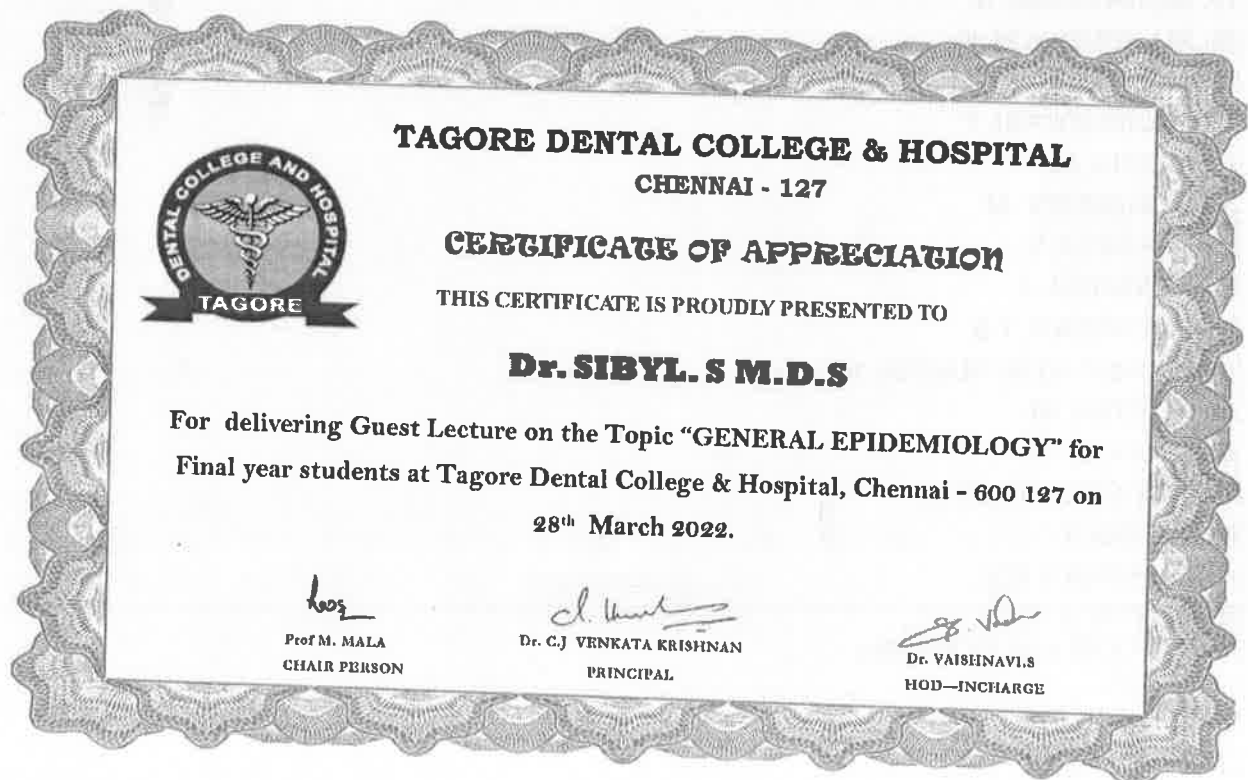 TAGORE DENTAL COLLEGE & HOSPITAL
CHENNAI - 127
DENTAL COLLEGE AND HOSPITAL
TAGORE
CERTIFICATE OF APPRECIATION
THIS CERTIFICATE IS PROUDLY PRESENTED TO
Dr. SIBYL. S M.D.S
For delivering Guest Lecture on the Topic “GENERAL EPIDEMIOLOGY” for
Final year students at Tagore Dental College & Hospital, Chennai - 600 127 on
28th March 2022.
Prof M. MALA
CHAIR PERSON
Dr. C.J VENKATA KRISHNAN
PRINCIPAL
Dr. VAISHNAVI.S
HOD—INCHARGE